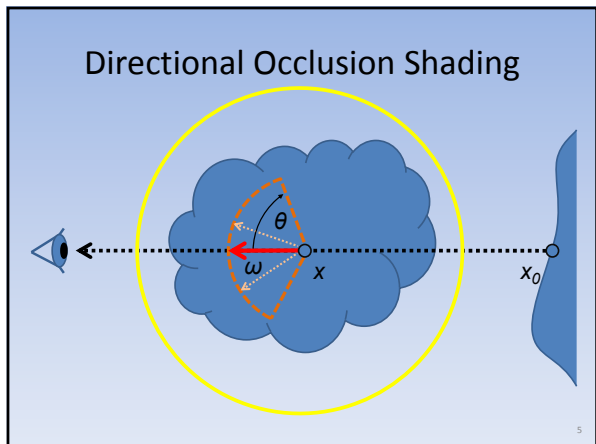 Directional Occlusion Shading
θ
ω
x
x₀
5